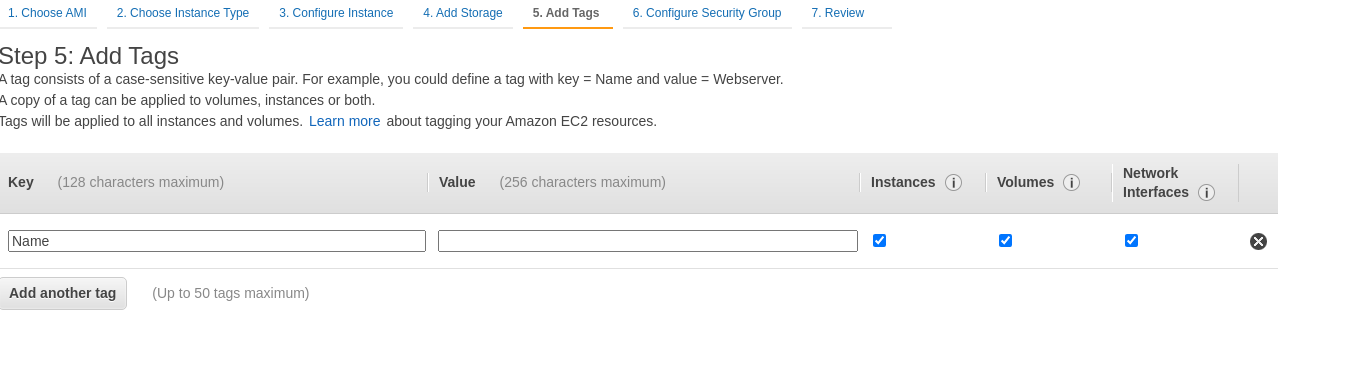 1. Choose AMI 2. Choose Instance Type 3. Configure Instance 4. Add Storage 5. Add Tags 6. Configure Security Group 7. Review
Step 5: Add Tags
A tag consists of a case-sensitive key-value pair. For example, you could define a tag with key = Name and value = Webserver.
A copy of a tag can be applied to volumes, instances or both.
Tags will be applied to all instances and volumes. Learn more about tagging your Amazon EC2 resources.
Key (128 characters maximum) Value (256 characters maximum) Instances i Volumes i Network
Interfaces i
Name
Add another tag (Up to 50 tags maximum)